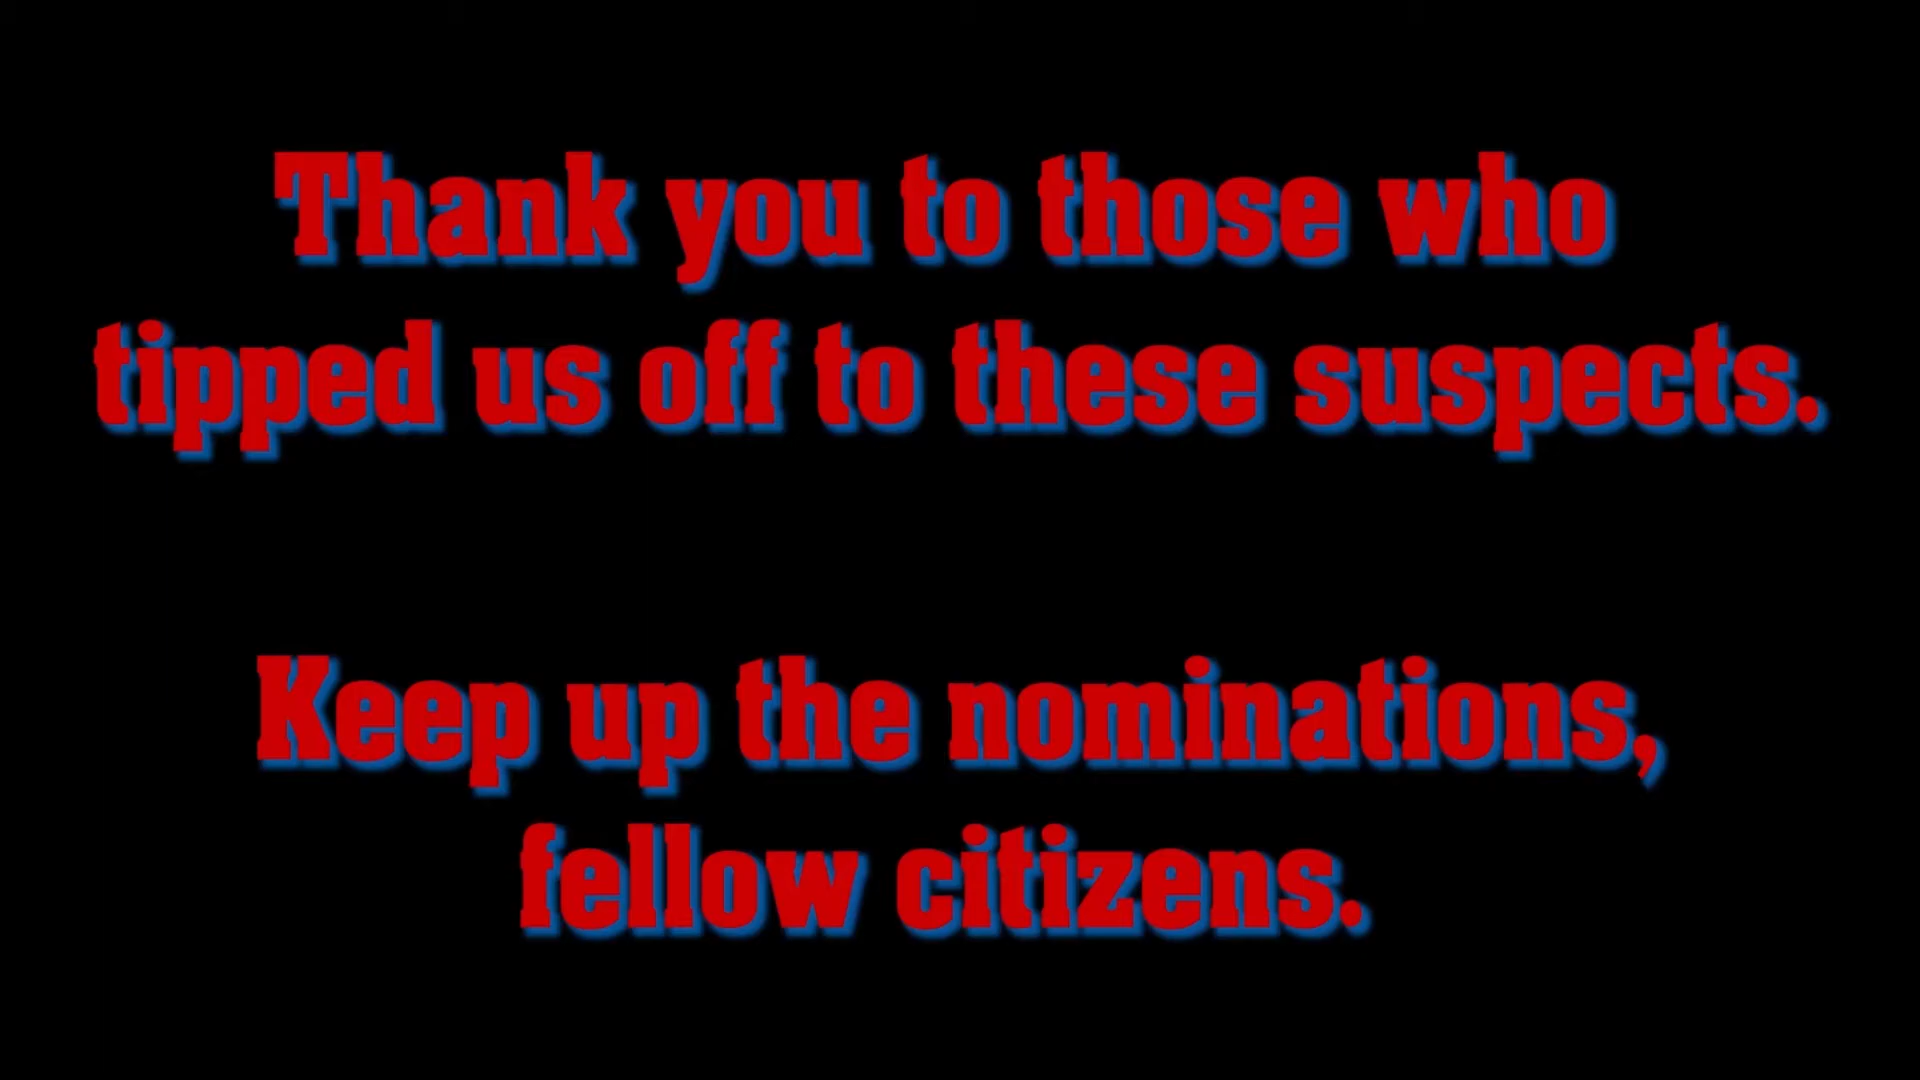 Thank you to those who
tipped us off to these suspects.
Keep up the nominations,
fellow citizens.